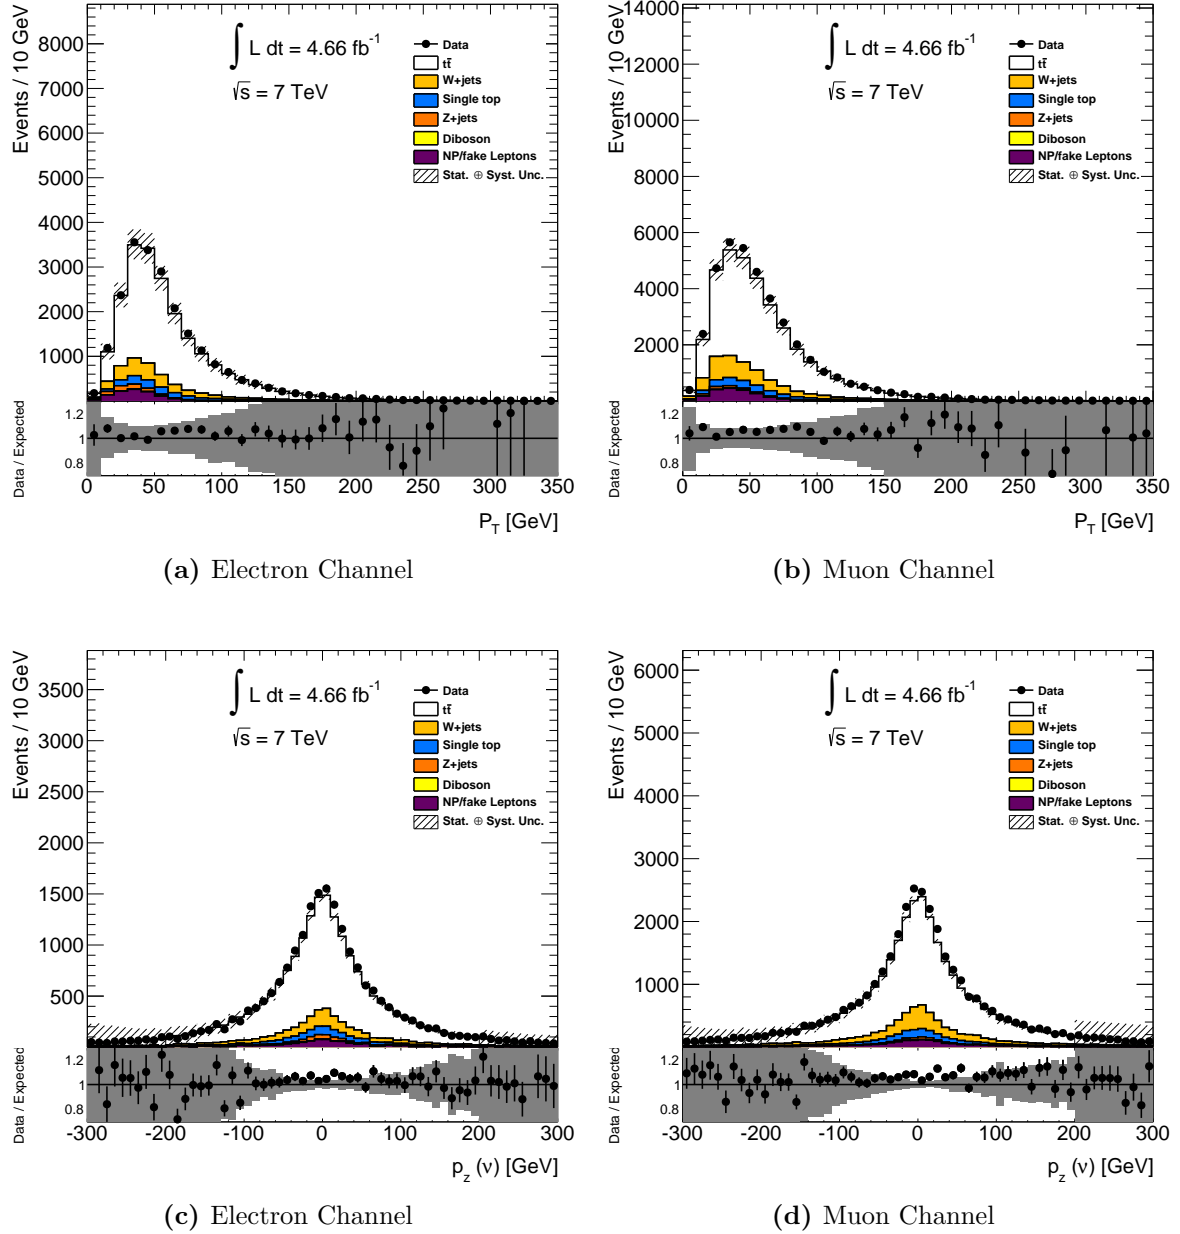 Events / 10 GeV
8000
7000
6000
5000
4000
3000
2000
1000
∫ L dt = 4.66 fb⁻¹
√s = 7 TeV
Data
tt̄
W+jets
Single top
Z+jets
Diboson
NP/fake Leptons
Stat. ⊕ Syst. Unc.
Data / Expected
1.2
1
0.8
0 50 100 150 200 250 300 350
P_T [GeV]
(a) Electron Channel
Events / 10 GeV
14000
12000
10000
8000
6000
4000
2000
∫ L dt = 4.66 fb⁻¹
√s = 7 TeV
Data
tt̄
W+jets
Single top
Z+jets
Diboson
NP/fake Leptons
Stat. ⊕ Syst. Unc.
Data / Expected
1.2
1
0.8
0 50 100 150 200 250 300 350
P_T [GeV]
(b) Muon Channel
Events / 10 GeV
3500
3000
2500
2000
1500
1000
500
∫ L dt = 4.66 fb⁻¹
√s = 7 TeV
Data
tt̄
W+jets
Single top
Z+jets
Diboson
NP/fake Leptons
Stat. ⊕ Syst. Unc.
Data / Expected
1.2
1
0.8
-300 -200 -100 0 100 200 300
p_z (ν) [GeV]
(c) Electron Channel
Events / 10 GeV
6000
5000
4000
3000
2000
1000
∫ L dt = 4.66 fb⁻¹
√s = 7 TeV
Data
tt̄
W+jets
Single top
Z+jets
Diboson
NP/fake Leptons
Stat. ⊕ Syst. Unc.
Data / Expected
1.2
1
0.8
-300 -200 -100 0 100 200 300
p_z (ν) [GeV]
(d) Muon Channel